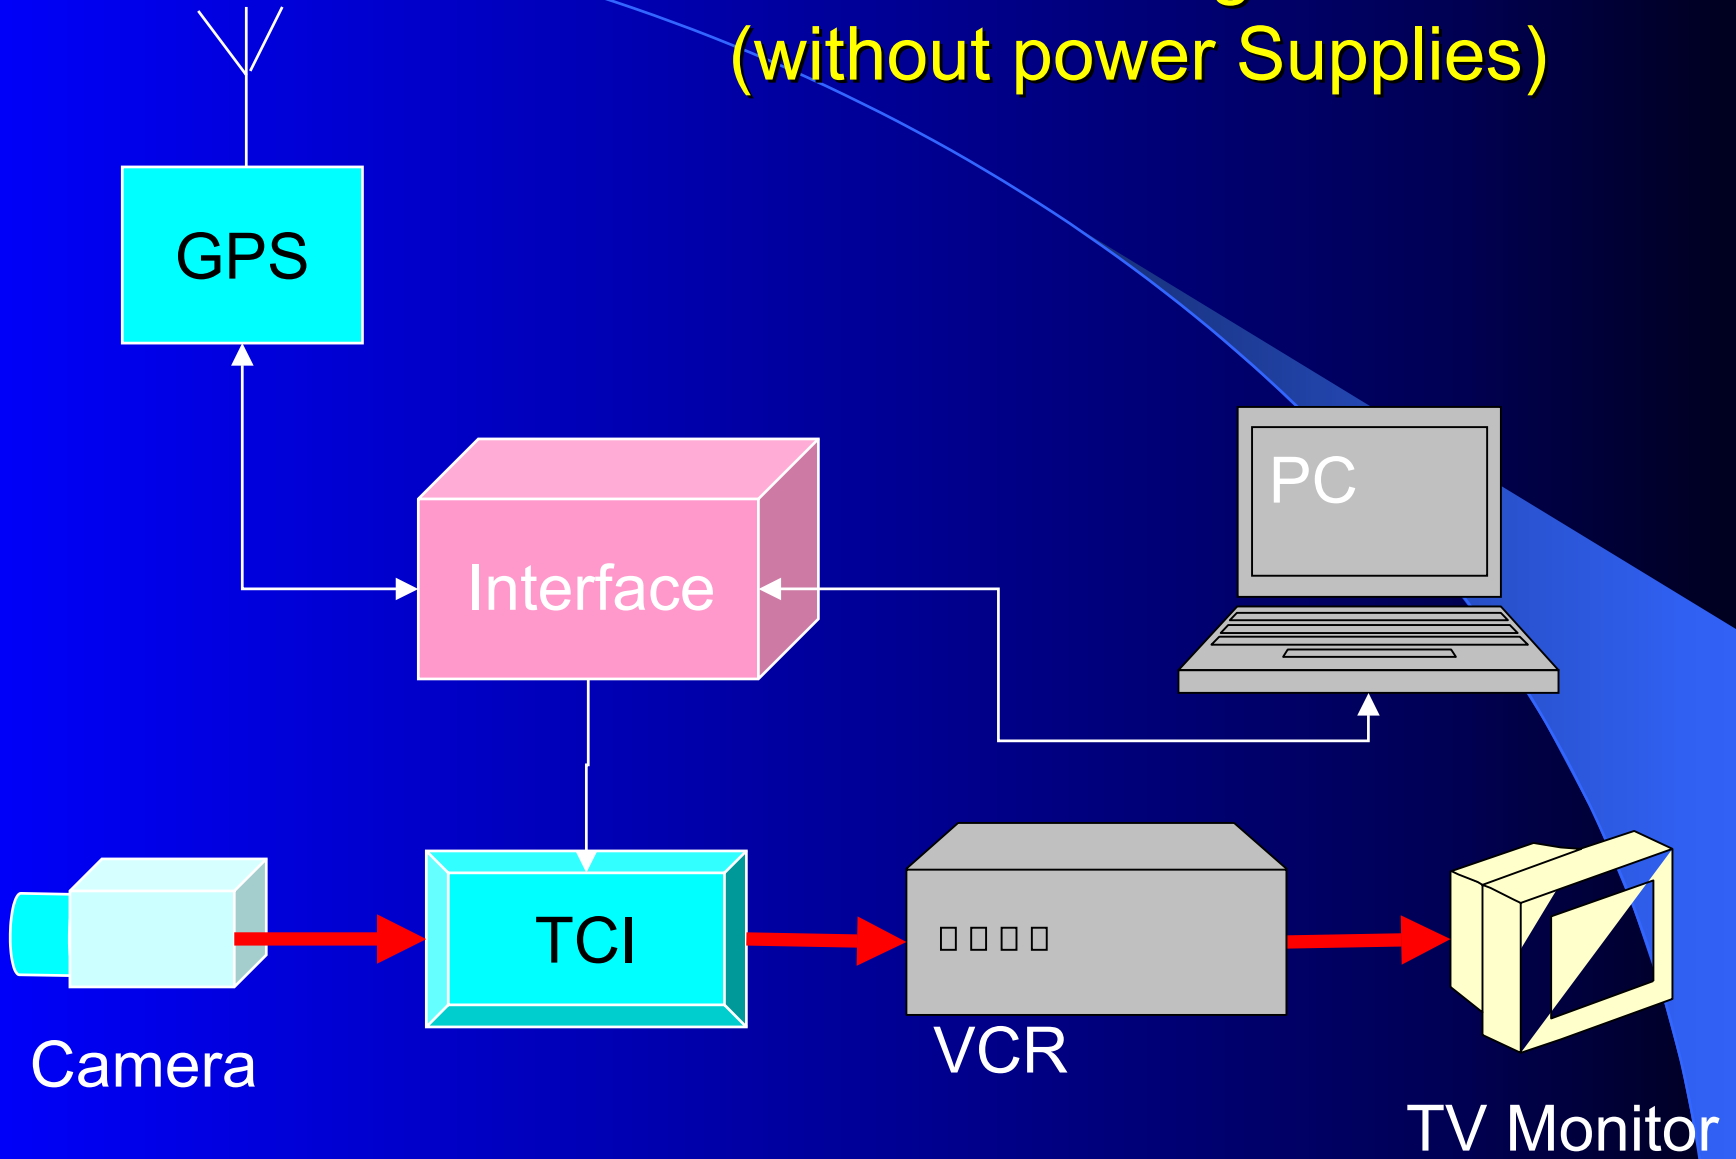 (without power Supplies)
GPS
PC
Interface
TCI
VCR
Camera
TV Monitor